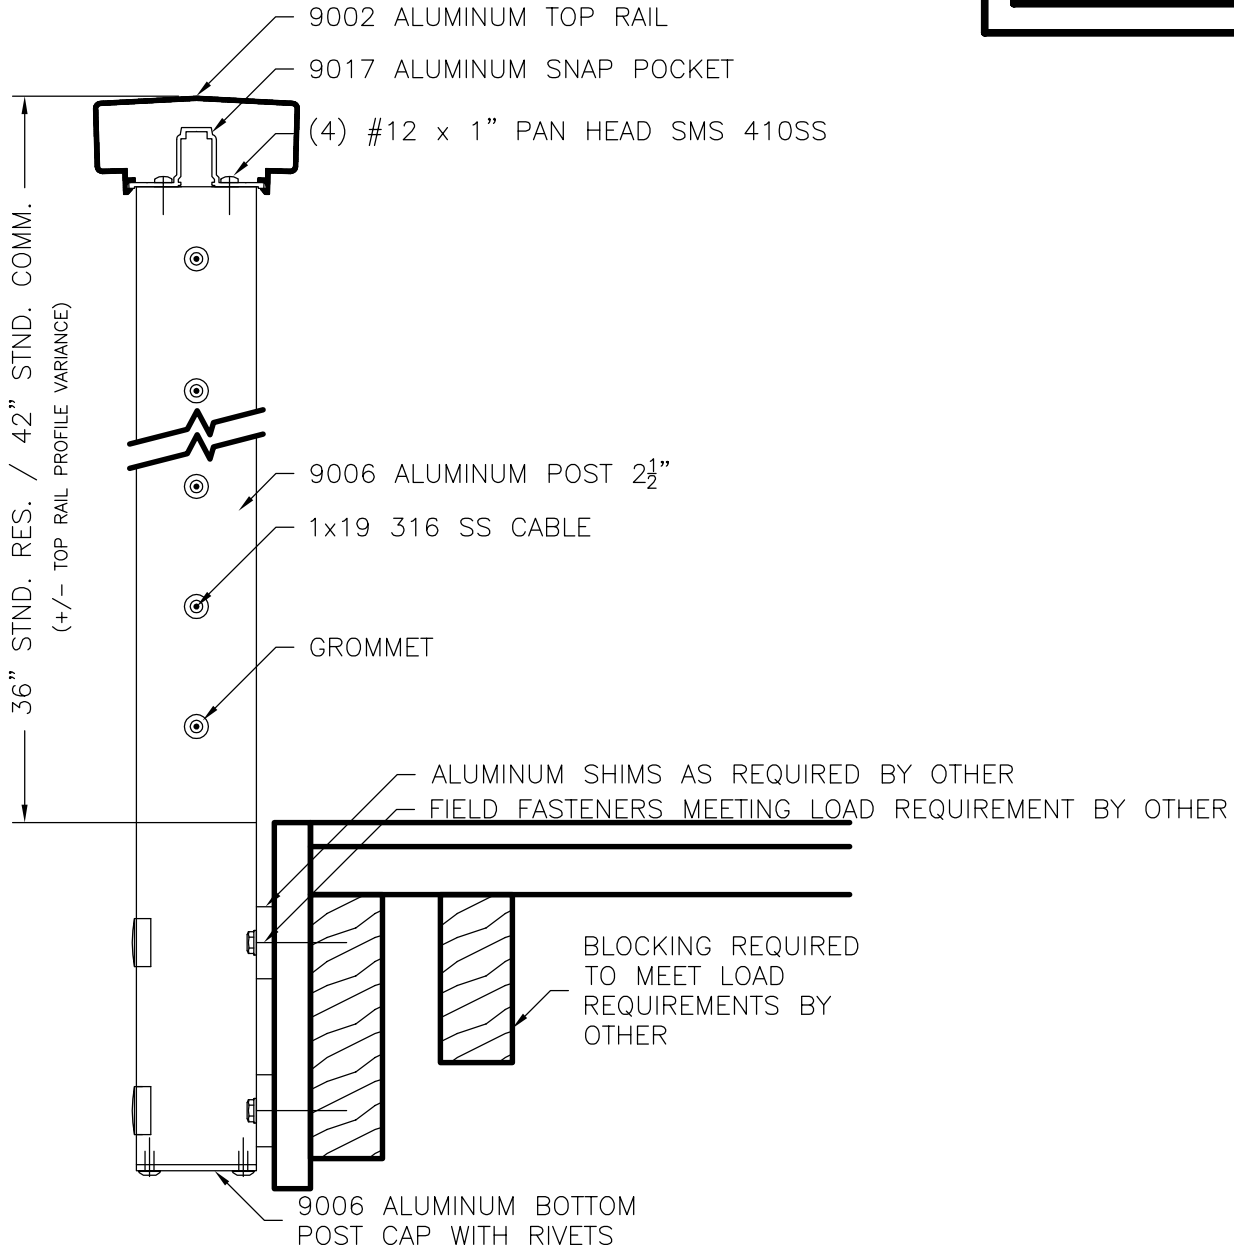 9002 ALUMINUM TOP RAIL
9017 ALUMINUM SNAP POCKET
(4) #12 x 1" PAN HEAD SMS 410SS
36" STND. RES. / 42" STND. COMM.
(+/- TOP RAIL PROFILE VARIANCE)
9006 ALUMINUM POST 2½"
1x19 316 SS CABLE
GROMMET
ALUMINUM SHIMS AS REQUIRED BY OTHER
FIELD FASTENERS MEETING LOAD REQUIREMENT BY OTHER
BLOCKING REQUIRED
TO MEET LOAD
REQUIREMENTS BY
OTHER
9006 ALUMINUM BOTTOM
POST CAP WITH RIVETS